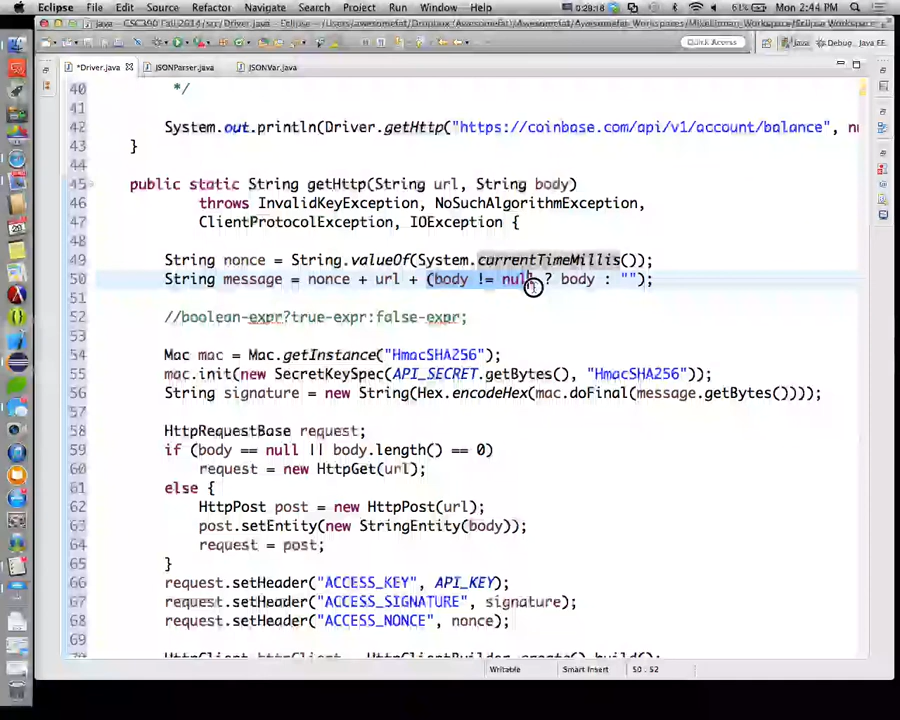 Eclipse File Edit Source Refactor Navigate Search Project Run Window Help 0:29:18 61% Wed 2:44 PM
Quick Access Java Debug Java EE
*Driver.java JSONParser.java JSONVar.java
40 */
41
42 System.out.println(Driver.getHttp("https://coinbase.com/api/v1/account/balance", nu
43 }
44
45 public static String getHttp(String url, String body)
46 throws InvalidKeyException, NoSuchAlgorithmException,
47 ClientProtocolException, IOException {
48
49 String nonce = String.valueOf(System.currentTimeMillis());
50 String message = nonce + url + (body != null ? body : "");
51
52 //boolean-expr?true-expr:false-expr;
53
54 Mac mac = Mac.getInstance("HmacSHA256");
55 mac.init(new SecretKeySpec(API_SECRET.getBytes(), "HmacSHA256"));
56 String signature = new String(Hex.encodeHex(mac.doFinal(message.getBytes())));
57
58 HttpRequestBase request;
59 if (body == null || body.length() == 0)
60 request = new HttpGet(url);
61 else {
62 HttpPost post = new HttpPost(url);
63 post.setEntity(new StringEntity(body));
64 request = post;
65 }
66 request.setHeader("ACCESS_KEY", API_KEY);
67 request.setHeader("ACCESS_SIGNATURE", signature);
68 request.setHeader("ACCESS_NONCE", nonce);
69
Writable Smart Insert 50 : 52